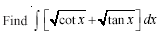 Find ∫[√cot x + √tan x] dx